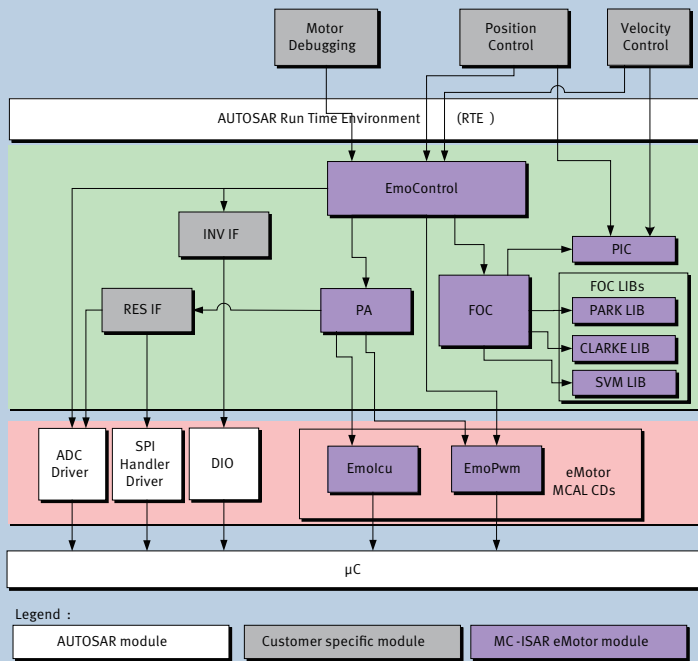 Motor
Debugging
Position
Control
Velocity
Control
AUTOSAR Run Time Environment (RTE )
EmoControl
INV IF
PIC
FOC LIBs
RES IF
PA
FOC
PARK LIB
CLARKE LIB
SVM LIB
ADC
Driver
SPI
Handler
Driver
DIO
EmoIcu
EmoPwm
eMotor
MCAL CDs
µC
Legend :
AUTOSAR module
Customer specific module
MC-ISAR eMotor module